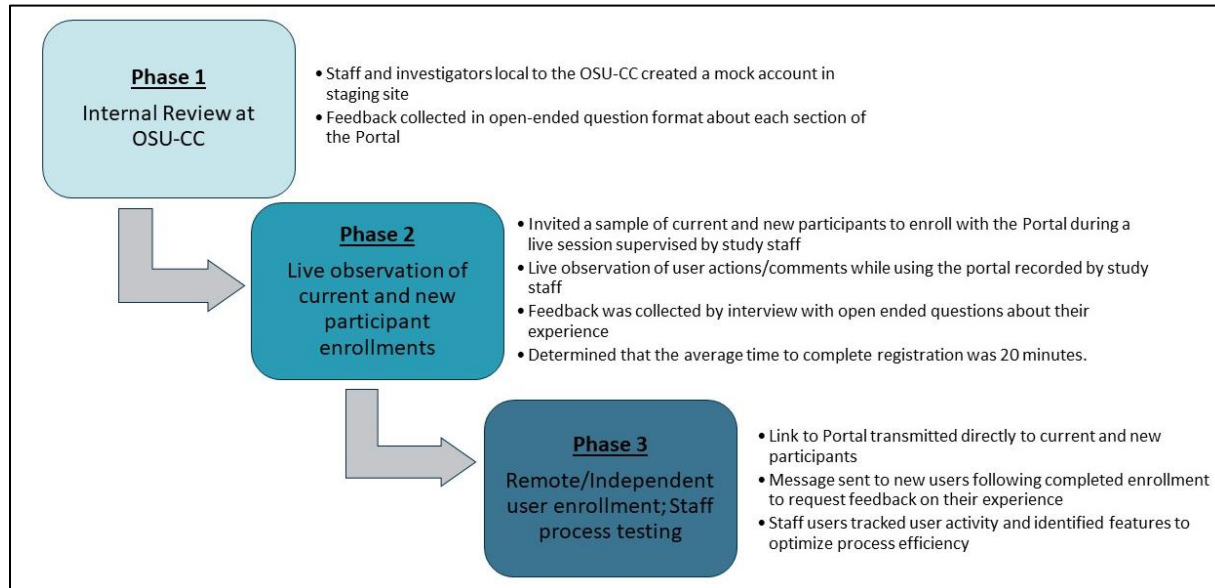 Phase 1
Internal Review at
OSU-CC
• Staff and investigators local to the OSU-CC created a mock account in
staging site
• Feedback collected in open-ended question format about each section of
the Portal
Phase 2
Live observation of
current and new
participant
enrollments
• Invited a sample of current and new participants to enroll with the Portal during a
live session supervised by study staff
• Live observation of user actions/comments while using the portal recorded by study
staff
• Feedback was collected by interview with open ended questions about their
experience
• Determined that the average time to complete registration was 20 minutes.
Phase 3
Remote/Independent
user enrollment; Staff
process testing
• Link to Portal transmitted directly to current and new
participants
• Message sent to new users following completed enrollment
to request feedback on their experience
• Staff users tracked user activity and identified features to
optimize process efficiency